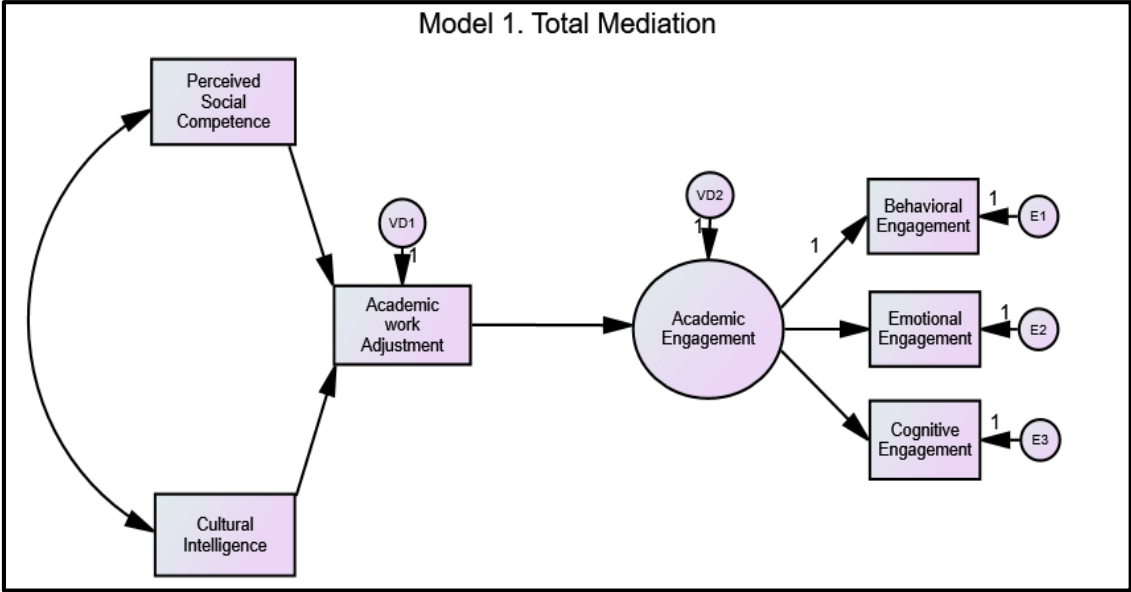 Model 1. Total Mediation
Perceived
Social
Competence
VD1
1
Academic
work
Adjustment
Cultural
Intelligence
VD2
1
Academic
Engagement
1
Behavioral
Engagement
1
E1
Emotional
Engagement
1
E2
Cognitive
Engagement
1
E3